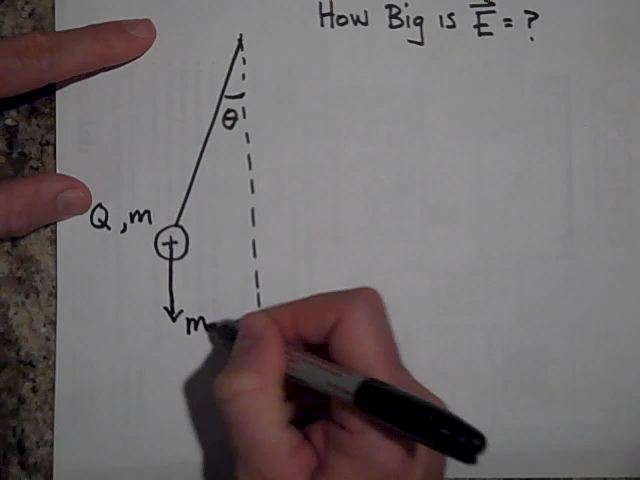 How Big is E⃗ = ?
θ
Q, m
+
m